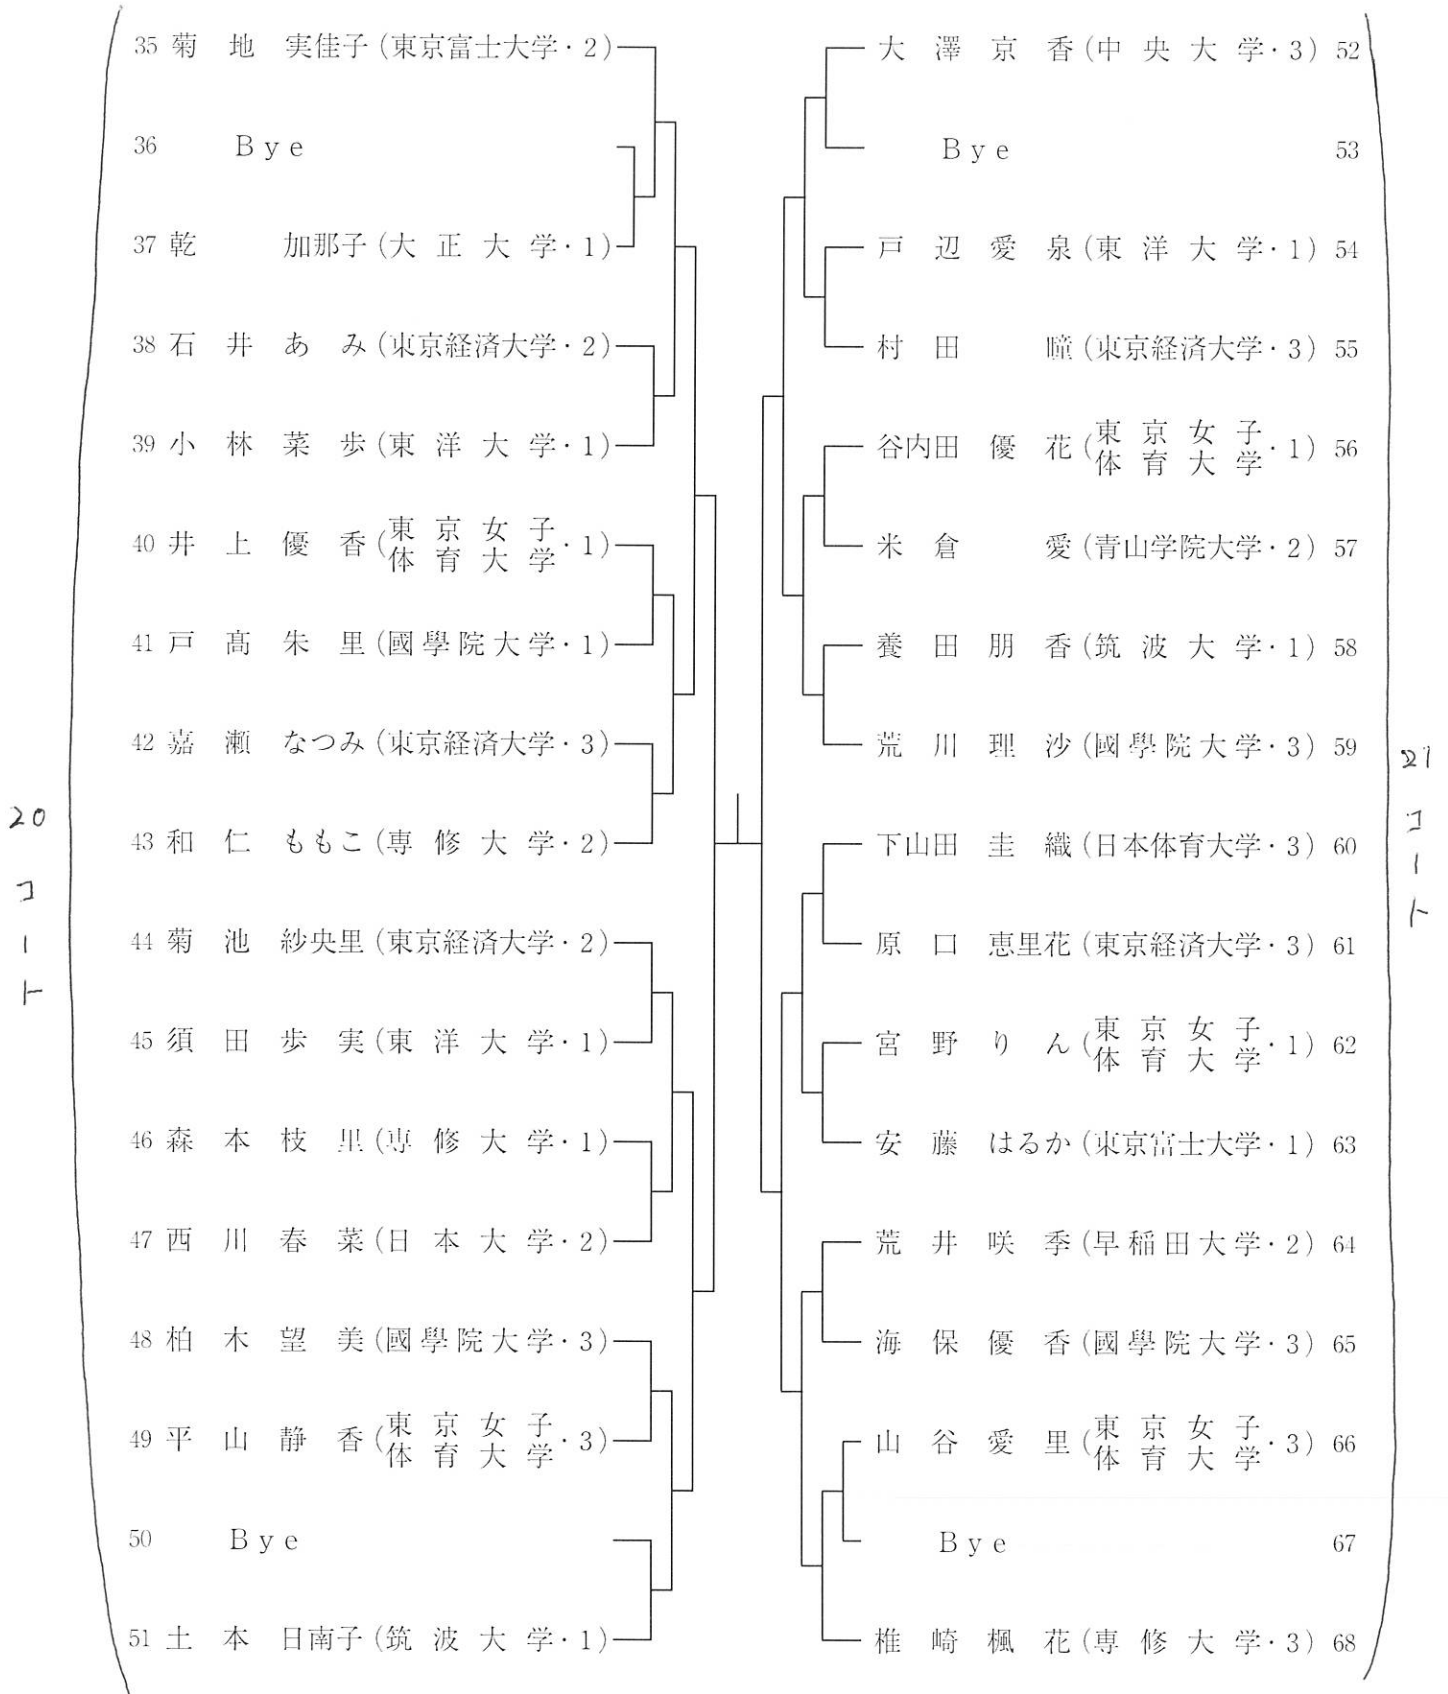 35 菊地 実佳子(東京富士大学・2)
36 Bye
37 乾 加那子(大正大学・1)
38 石井あみ(東京経済大学・2)
39 小林菜歩(東洋大学・1)
40 井上優香(東京女子体育大学・1)
41 戸髙朱里(國學院大学・1)
42 嘉瀬 なつみ(東京経済大学・3)
43 和仁 ももこ(専修大学・2)
44 菊池 紗央里(東京経済大学・2)
45 須田歩実(東洋大学・1)
46 森本枝里(専修大学・1)
47 西川春菜(日本大学・2)
48 柏木望美(國學院大学・3)
49 平山静香(東京女子体育大学・3)
50 Bye
51 土本 日南子(筑波大学・1)
20コート
大澤京香(中央大学・3) 52
Bye 53
戸辺愛泉(東洋大学・1) 54
村田 瞳(東京経済大学・3) 55
谷内田 優花(東京女子体育大学・1) 56
米倉 愛(青山学院大学・2) 57
養田朋香(筑波大学・1) 58
荒川理沙(國學院大学・3) 59
下山田 圭織(日本体育大学・3) 60
原口 恵里花(東京経済大学・3) 61
宮野りん(東京女子体育大学・1) 62
安藤 はるか(東京富士大学・1) 63
荒井咲季(早稲田大学・2) 64
海保優香(國學院大学・3) 65
山谷愛里(東京女子体育大学・3) 66
Bye 67
椎崎楓花(専修大学・3) 68
21コート